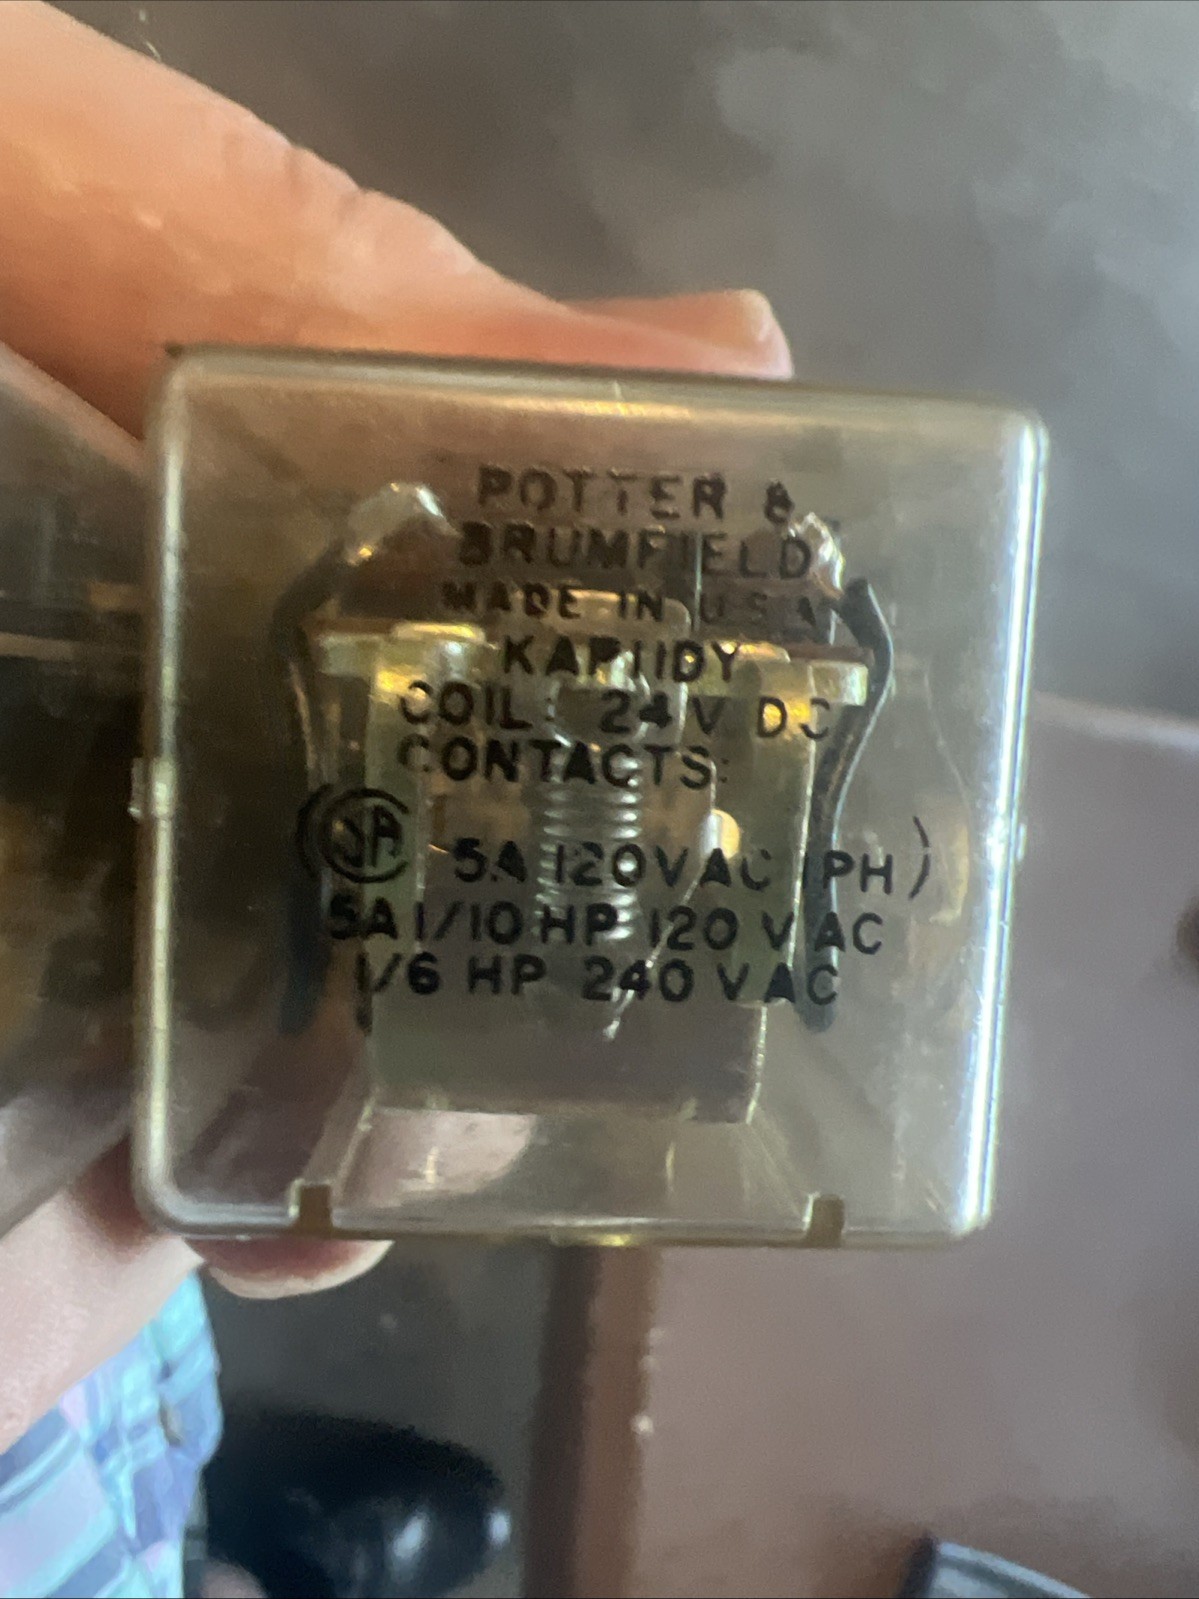 POTTER &
BRUMFIELD
MADE IN U S A
KAP11DY
COIL: 24V DC
CONTACTS:
SA 5A 120VAC (PH)
5A 1/10 HP 120 VAC
1/6 HP 240 VAC